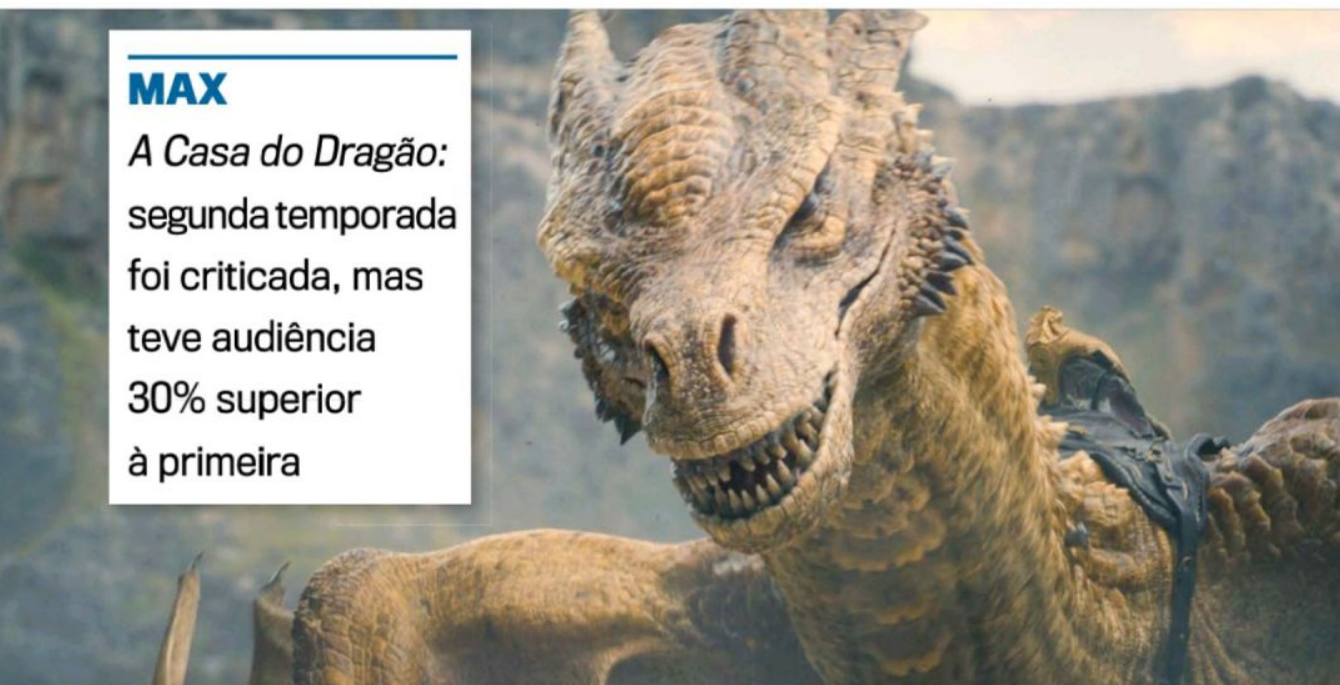 MAX
A Casa do Dragão:
segunda temporada
foi criticada, mas
teve audiência
30% superior
à primeira